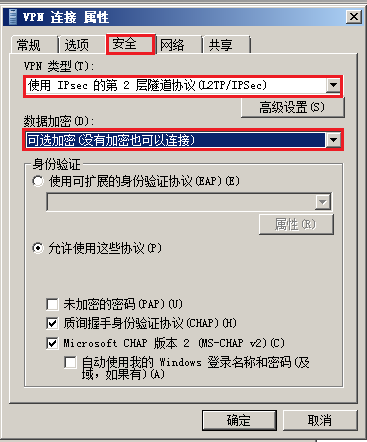 VPN 连接 属性
常规 选项 安全 网络 共享
VPN 类型(T):
使用 IPsec 的第 2 层隧道协议(L2TP/IPSec)
高级设置(S)
数据加密(D):
可选加密(没有加密也可以连接)
身份验证
使用可扩展的身份验证协议(EAP)(E)
属性(R)
允许使用这些协议(P)
未加密的密码(PAP)(U)
质询握手身份验证协议(CHAP)(H)
Microsoft CHAP 版本 2 (MS-CHAP v2)(C)
自动使用我的 Windows 登录名称和密码(及
域，如果有)(A)
确定 取消